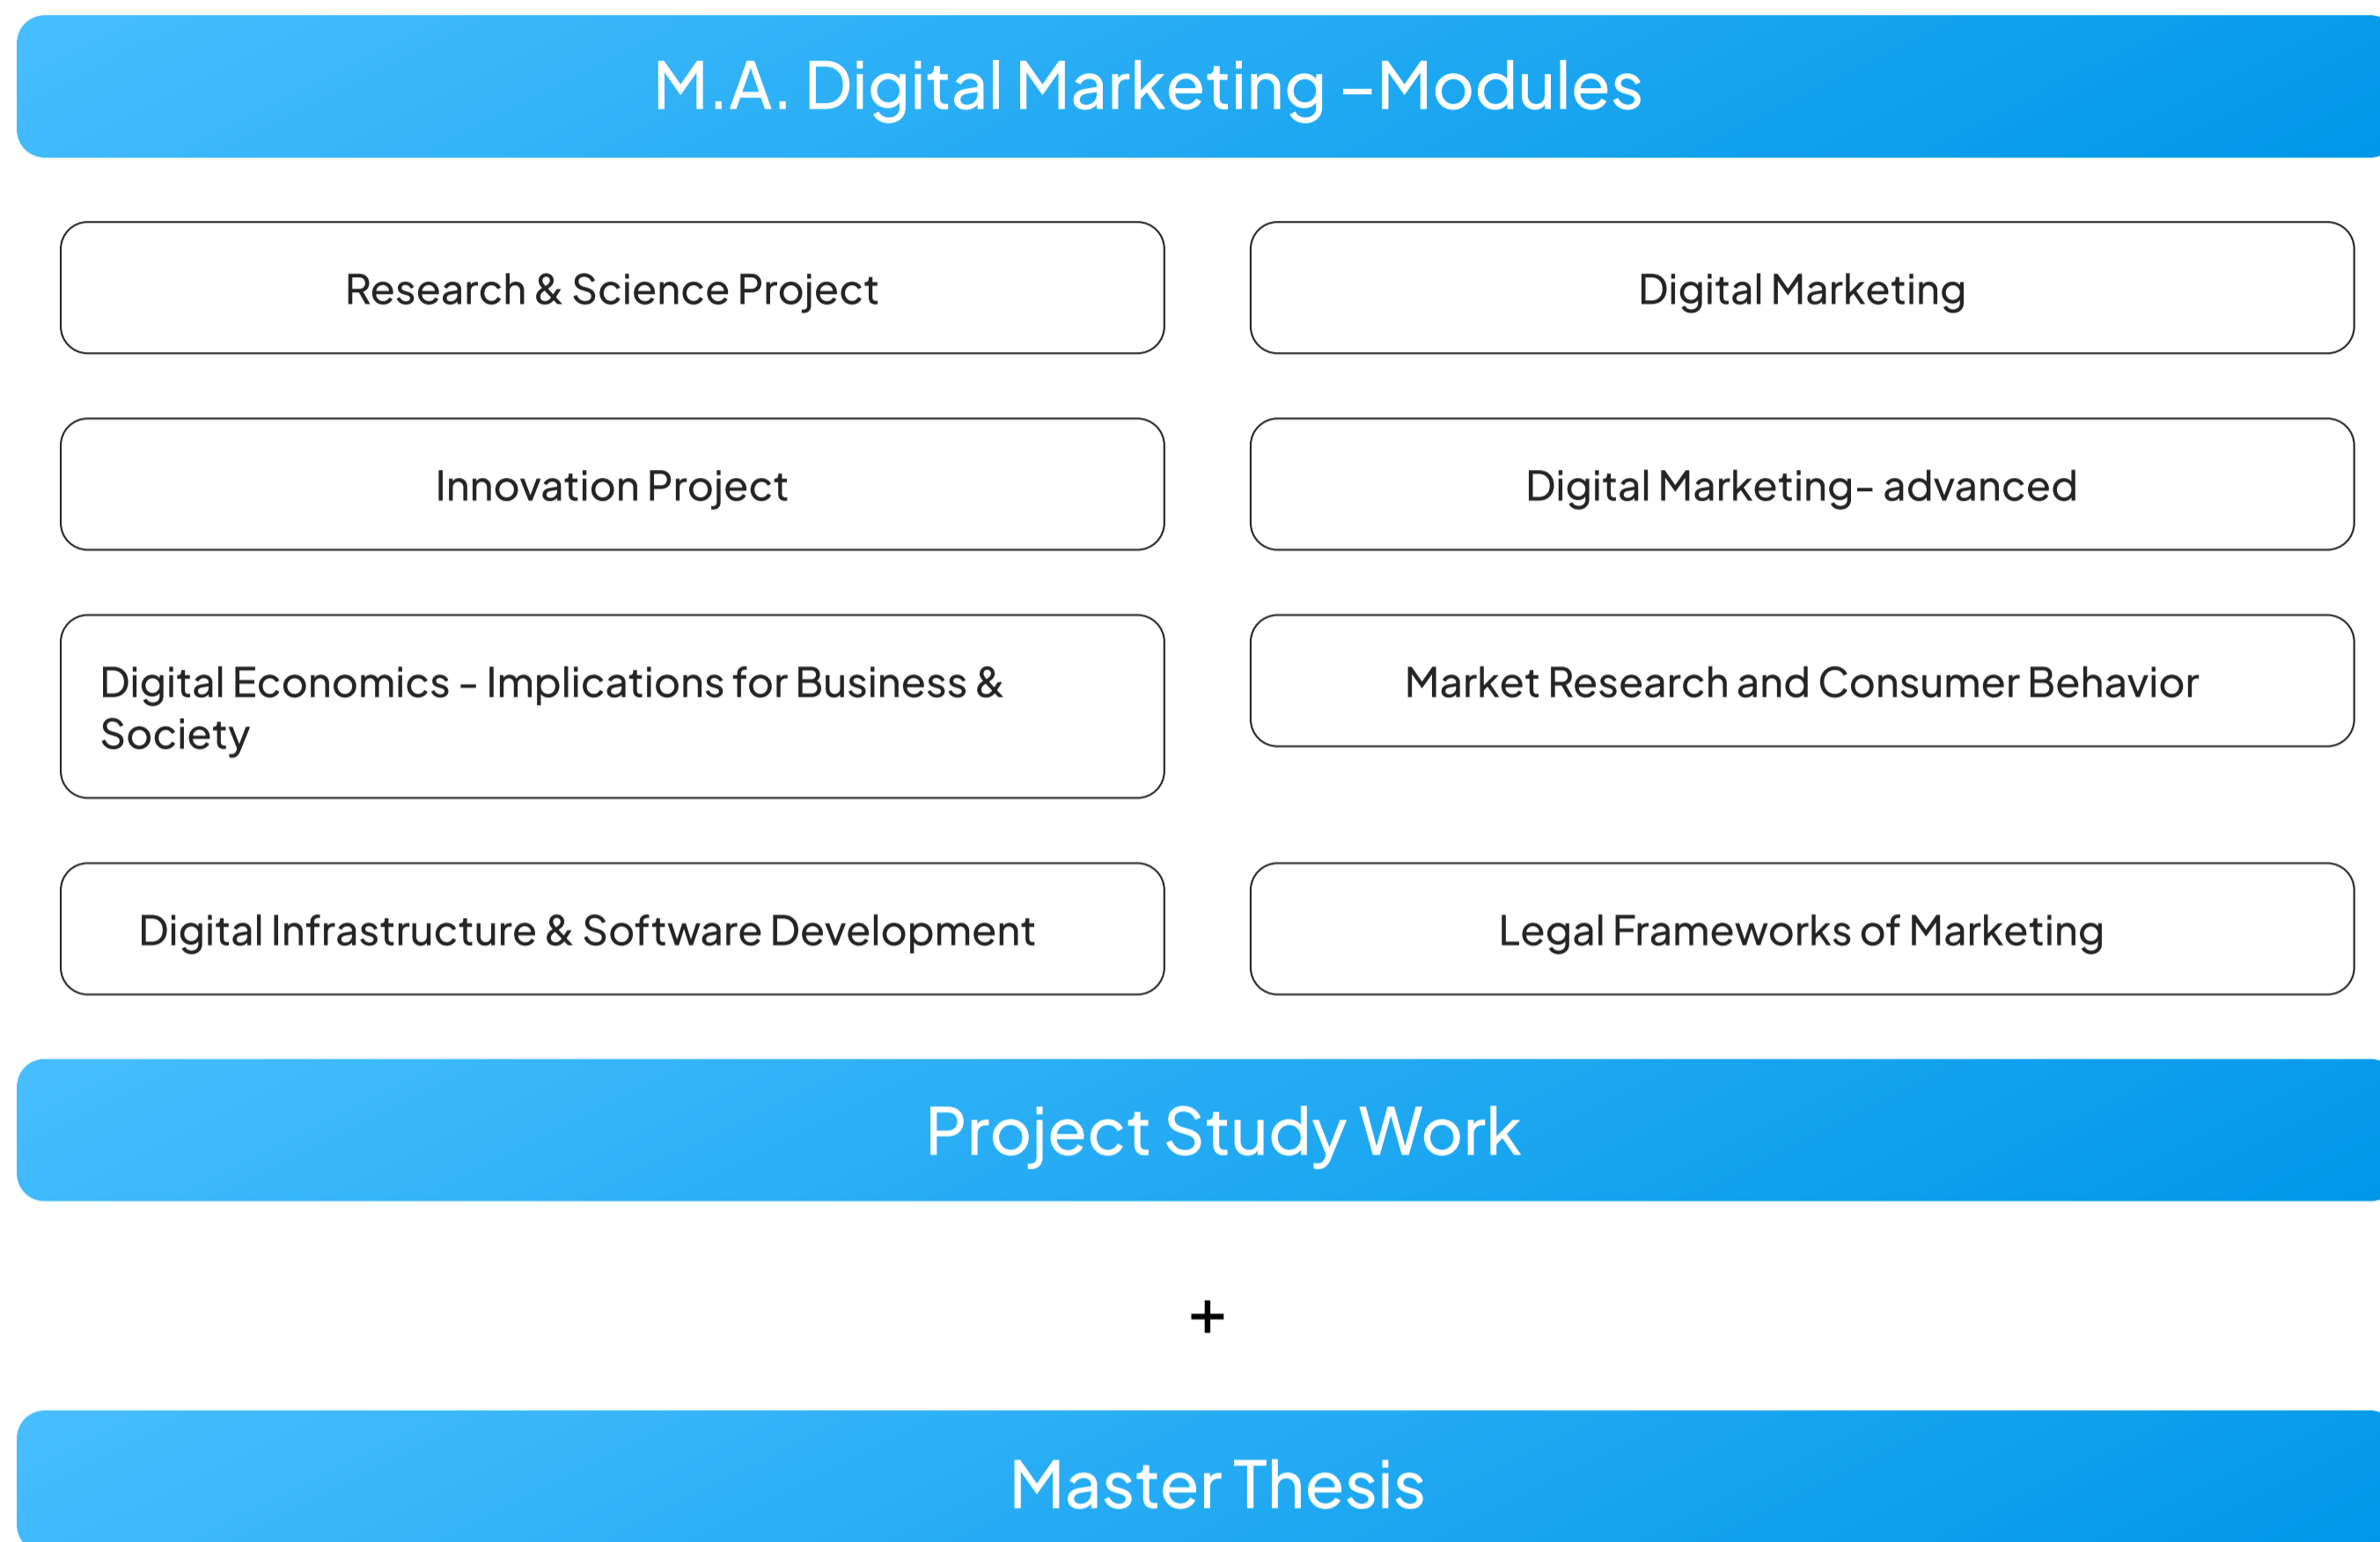 M.A. Digital Marketing –Modules
Research & Science Project
Digital Marketing
Innovation Project
Digital Marketing- advanced
Digital Economics – Implications for Business &
Society
Market Research and Consumer Behavior
Digital Infrastructure & Software Development
Legal Frameworks of Marketing
Project Study Work
+
Master Thesis